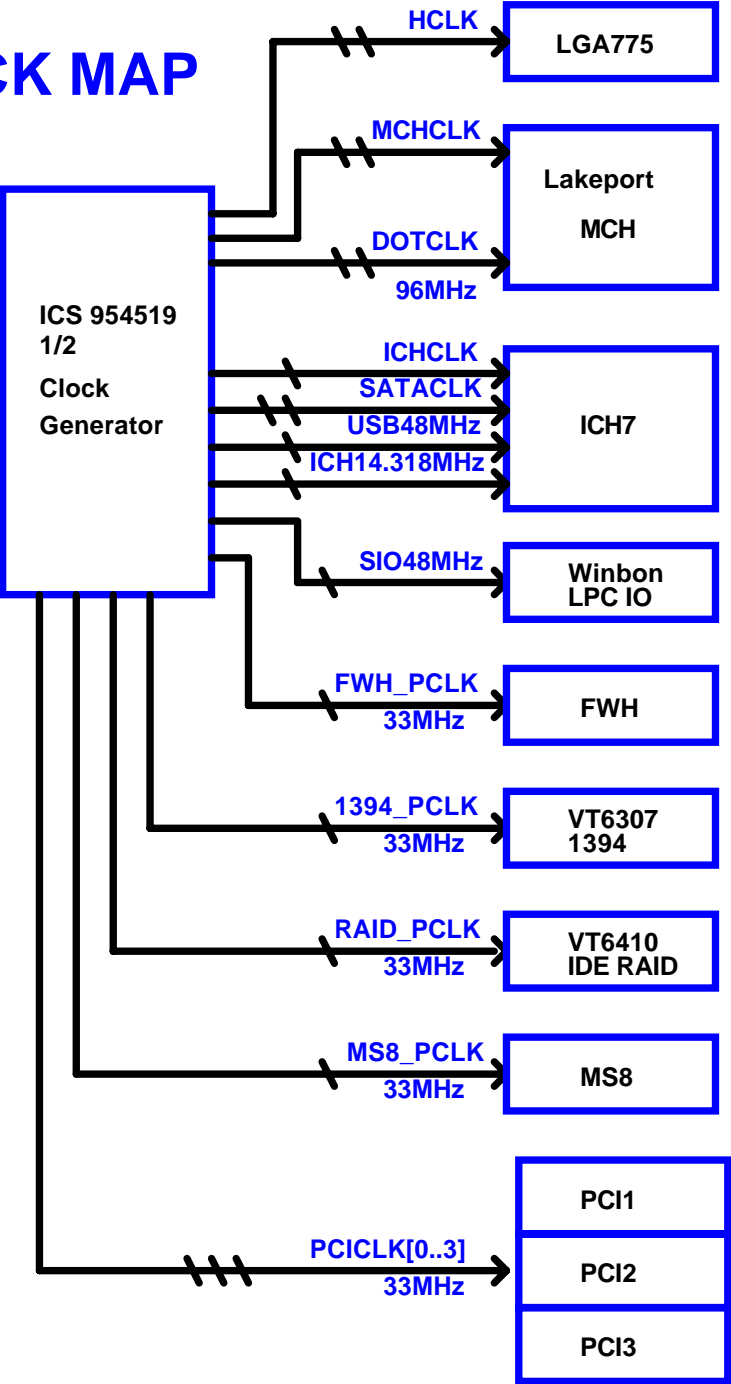 CK MAP
HCLK
LGA775
MCHCLK
Lakeport
MCH
DOTCLK
96MHz
ICS 954519
1/2
Clock
Generator
ICHCLK
SATACLK
USB48MHz
ICH14.318MHz
ICH7
SIO48MHz
Winbon
LPC IO
FWH_PCLK
33MHz
FWH
1394_PCLK
33MHz
VT6307
1394
RAID_PCLK
33MHz
VT6410
IDE RAID
MS8_PCLK
33MHz
MS8
PCICLK[0..3]
33MHz
PCI1
PCI2
PCI3